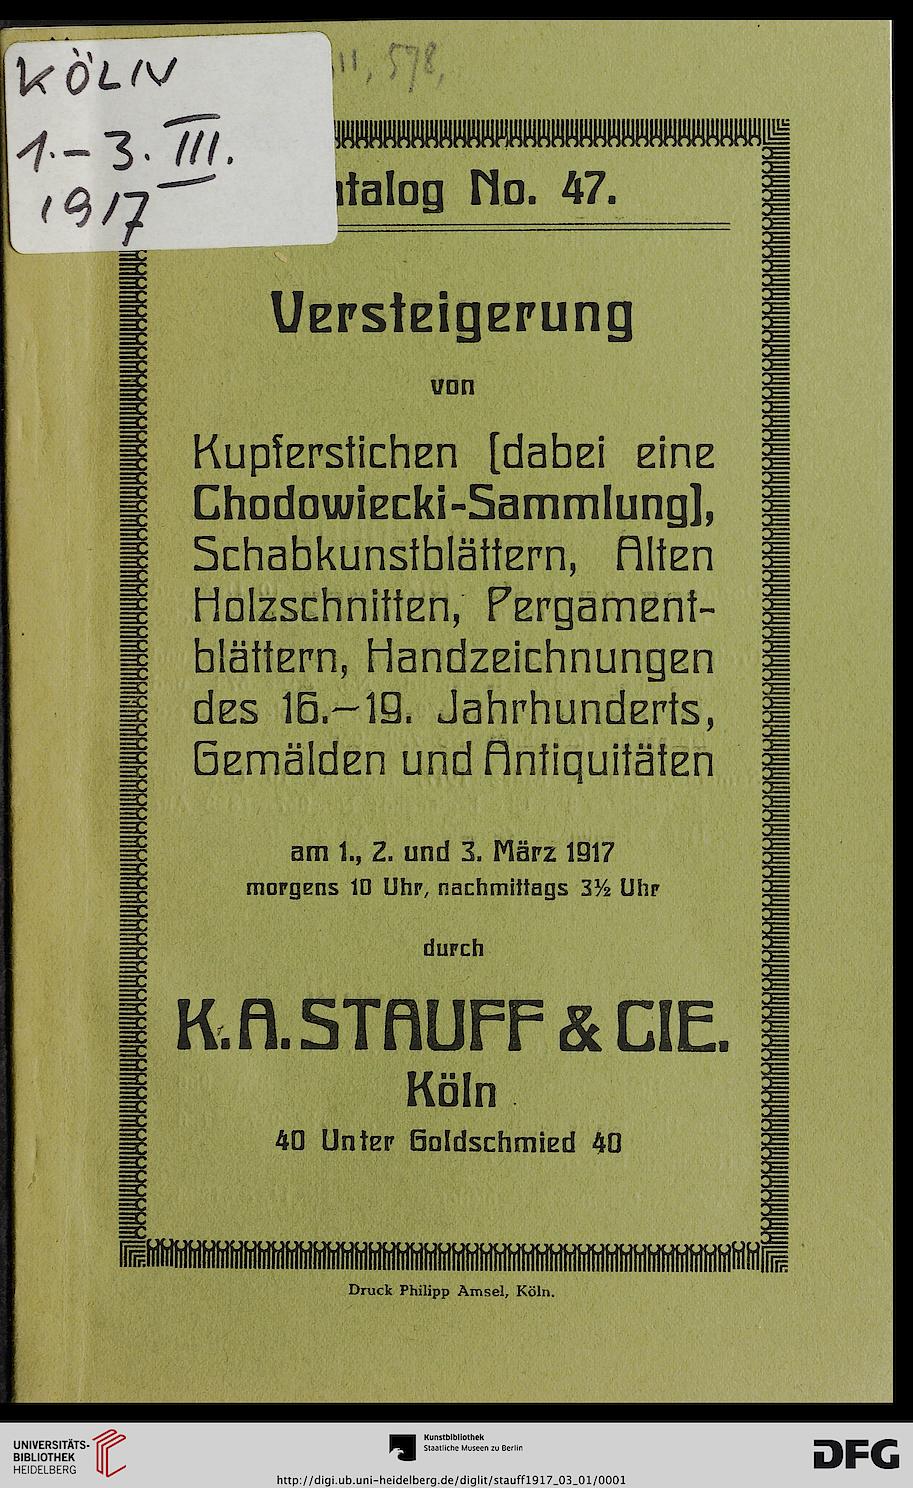 KÖLN
1.–3. III.
1917
578,
No. 47.
Versteigerung
von
Kupferstichen (dabei eine
Chodowiecki-Sammlung),
Schabkunstblättern, Alten
Holzschnitten, Pergament-
blättern, Handzeichnungen
des 16.–19. Jahrhunderts,
Gemälden und Antiquitäten
am 1., 2. und 3. März 1917
morgens 10 Uhr, nachmittags 3½ Uhr
durch
K. A. STAUFF & CIE.
Köln
40 Unter Goldschmied 40
Druck Philipp Amsel, Köln.
UNIVERSITÄTS-
BIBLIOTHEK
HEIDELBERG
Kunstbibliothek
Staatliche Museen zu Berlin
http://digi.ub.uni-heidelberg.de/diglit/stauff1917_03_01/0001
DFG